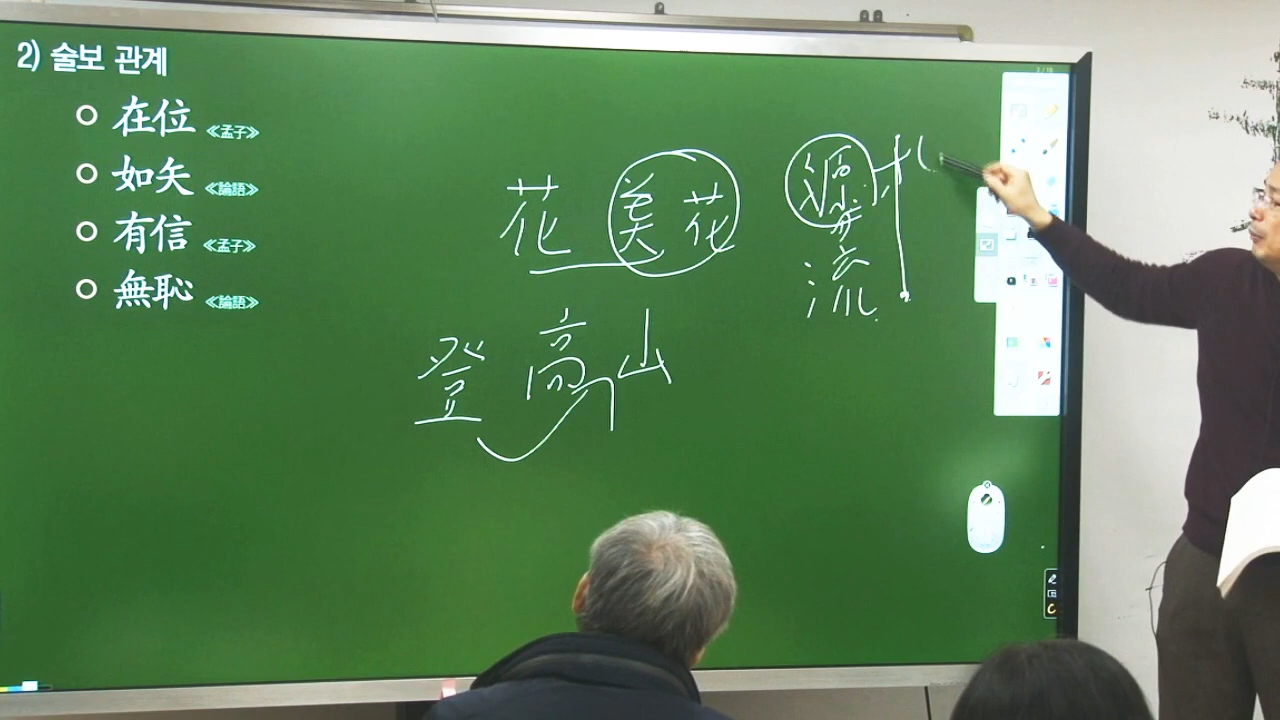 2) 술보 관계
○ 在位 ≪孟子≫
○ 如矢 ≪論語≫
○ 有信 ≪孟子≫
○ 無恥 ≪論語≫
花 美花
登高山
源
流